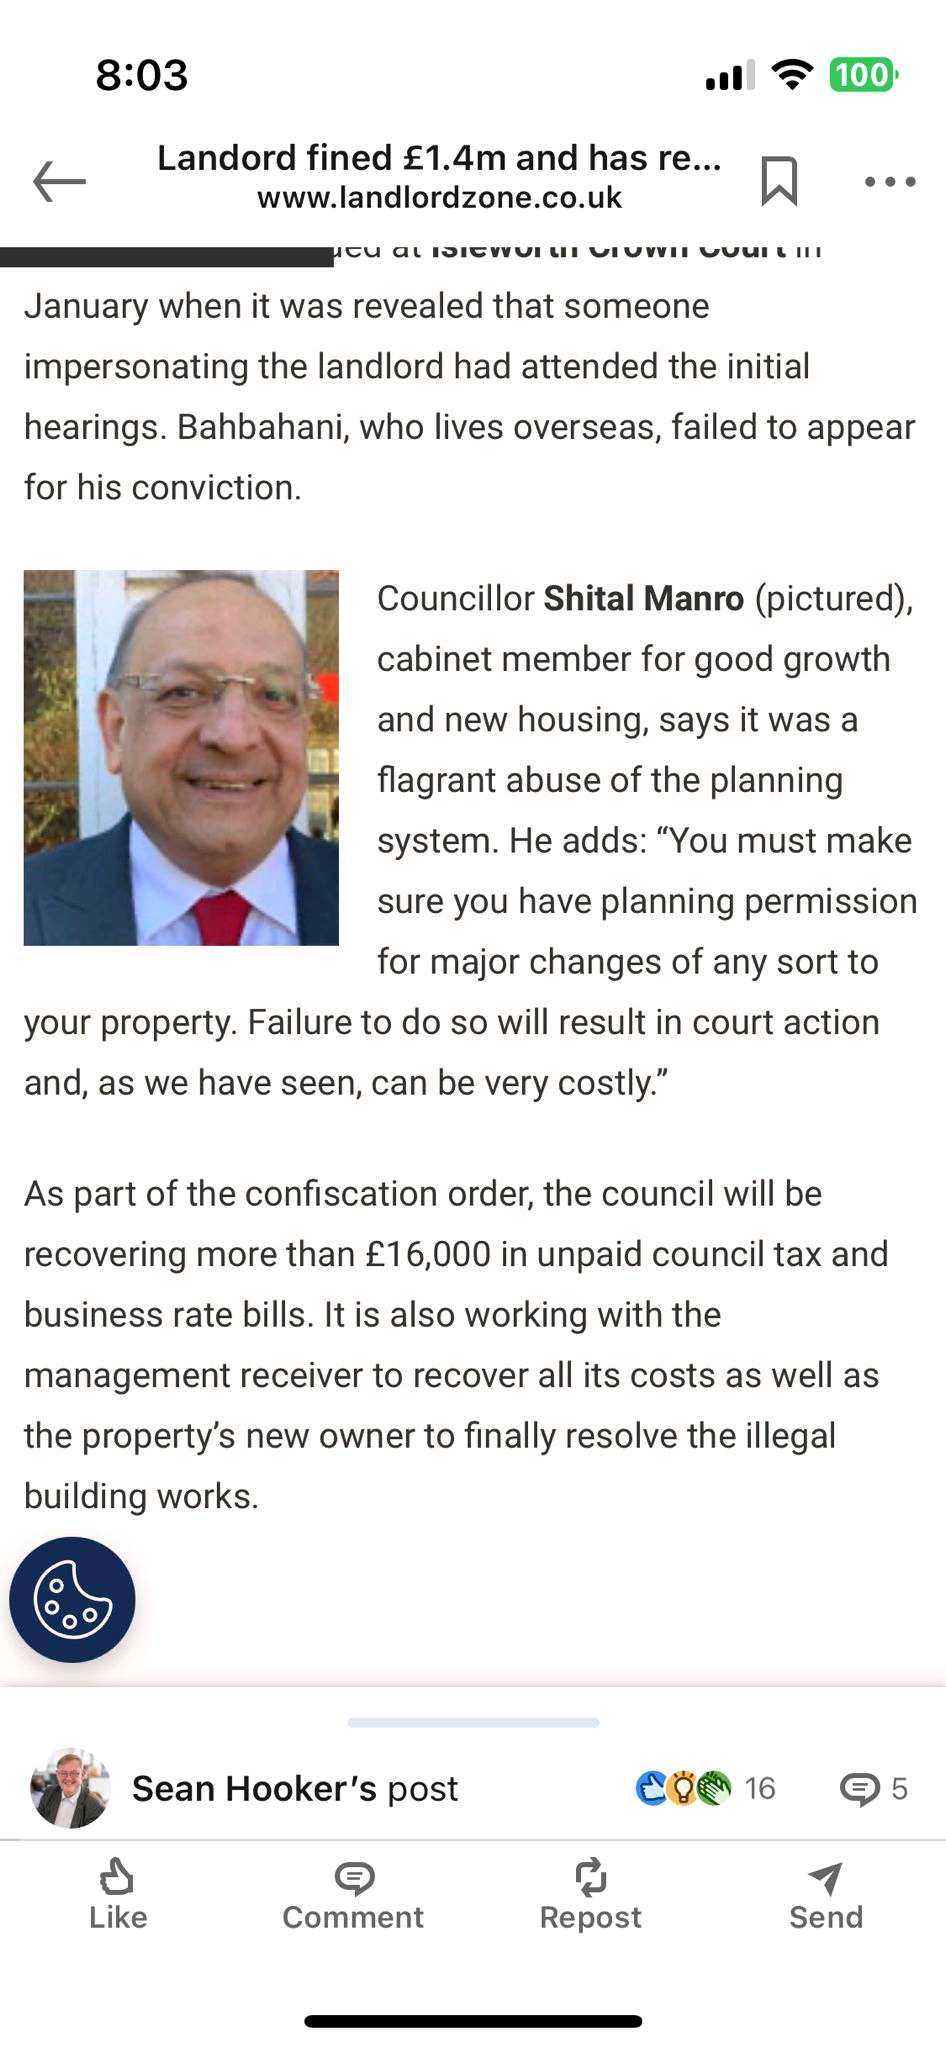 8:03
100
Landord fined £1.4m and has re...
www.landlordzone.co.uk
at Isleworth Crown Court in
January when it was revealed that someone
impersonating the landlord had attended the initial
hearings. Bahbahani, who lives overseas, failed to appear
for his conviction.
Councillor Shital Manro (pictured),
cabinet member for good growth
and new housing, says it was a
flagrant abuse of the planning
system. He adds: “You must make
sure you have planning permission
for major changes of any sort to
your property. Failure to do so will result in court action
and, as we have seen, can be very costly.”
As part of the confiscation order, the council will be
recovering more than £16,000 in unpaid council tax and
business rate bills. It is also working with the
management receiver to recover all its costs as well as
the property’s new owner to finally resolve the illegal
building works.
Sean Hooker’s post
16
5
Like
Comment
Repost
Send